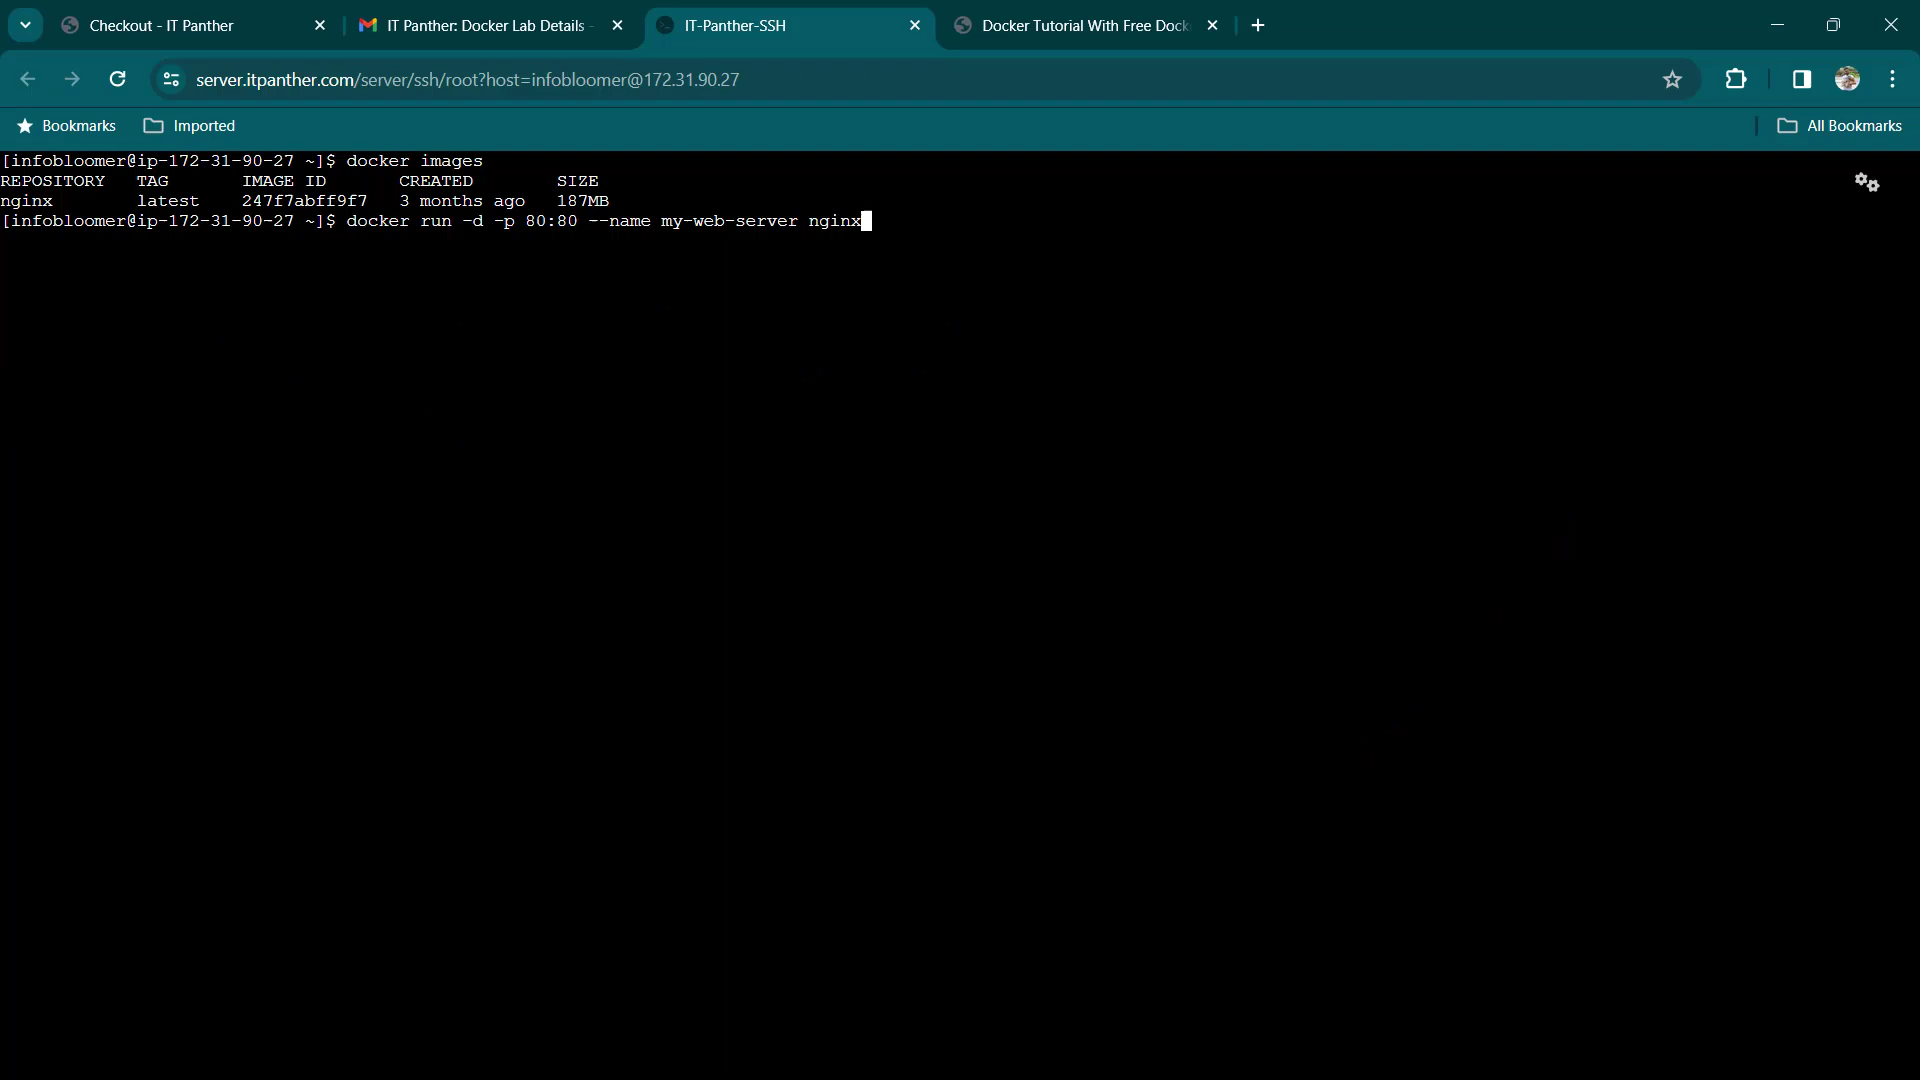 Checkout - IT Panther
IT Panther: Docker Lab Details -
IT-Panther-SSH
Docker Tutorial With Free Dock
server.itpanther.com/server/ssh/root?host=infobloomer@172.31.90.27
Bookmarks
Imported
All Bookmarks
[infobloomer@ip-172-31-90-27 ~]$ docker images
REPOSITORY TAG IMAGE ID CREATED SIZE
nginx latest 247f7abff9f7 3 months ago 187MB
[infobloomer@ip-172-31-90-27 ~]$ docker run -d -p 80:80 --name my-web-server nginx